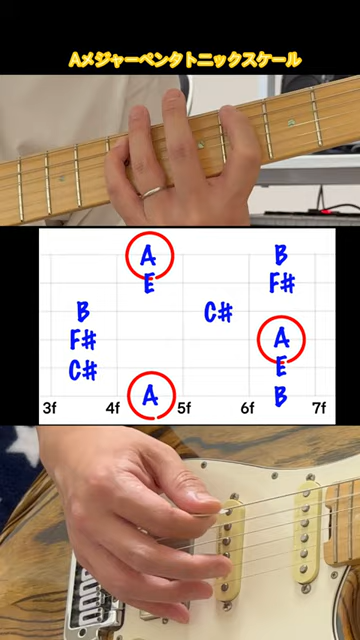 Aメジャーペンタトニックスケール
A B
E F#
B C#
F# A
C# E
A B
3f 4f 5f 6f 7f